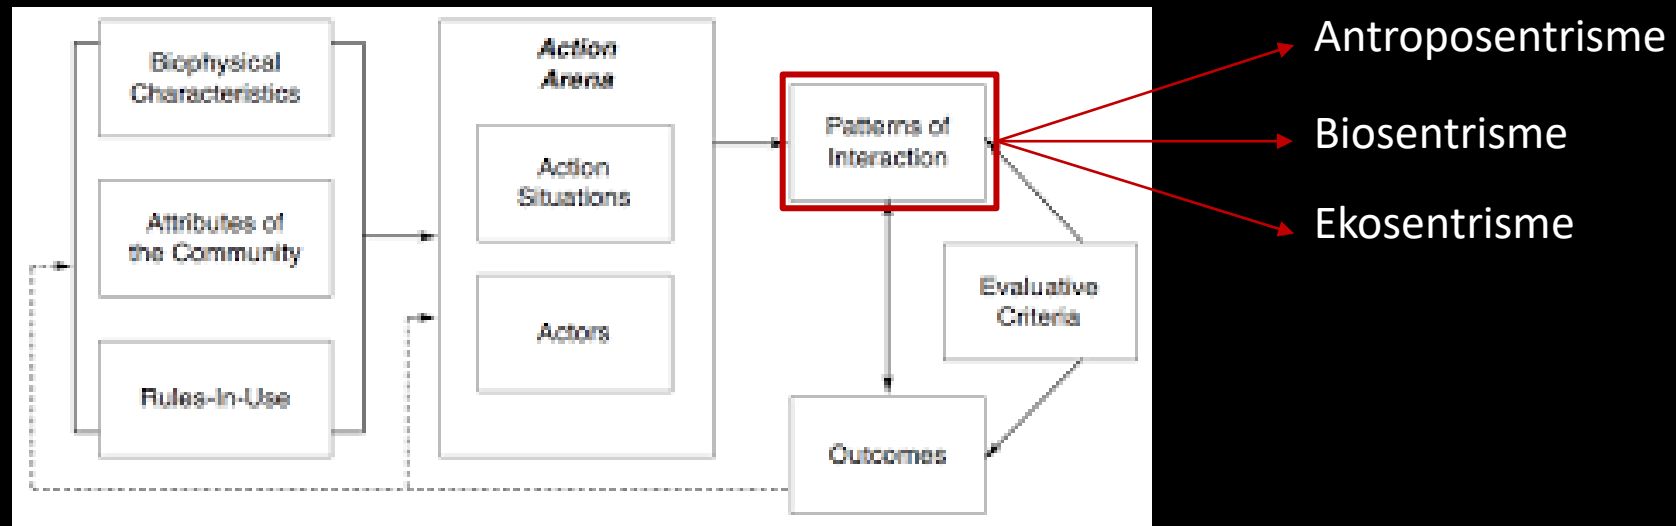 Biophysical
Characteristics
Attributes of
the Community
Rules-In-Use
Action
Arena
Action
Situations
Actors
Patterns of
Interaction
Evaluative
Criteria
Outcomes
Antroposentrisme
Biosentrisme
Ekosentrisme